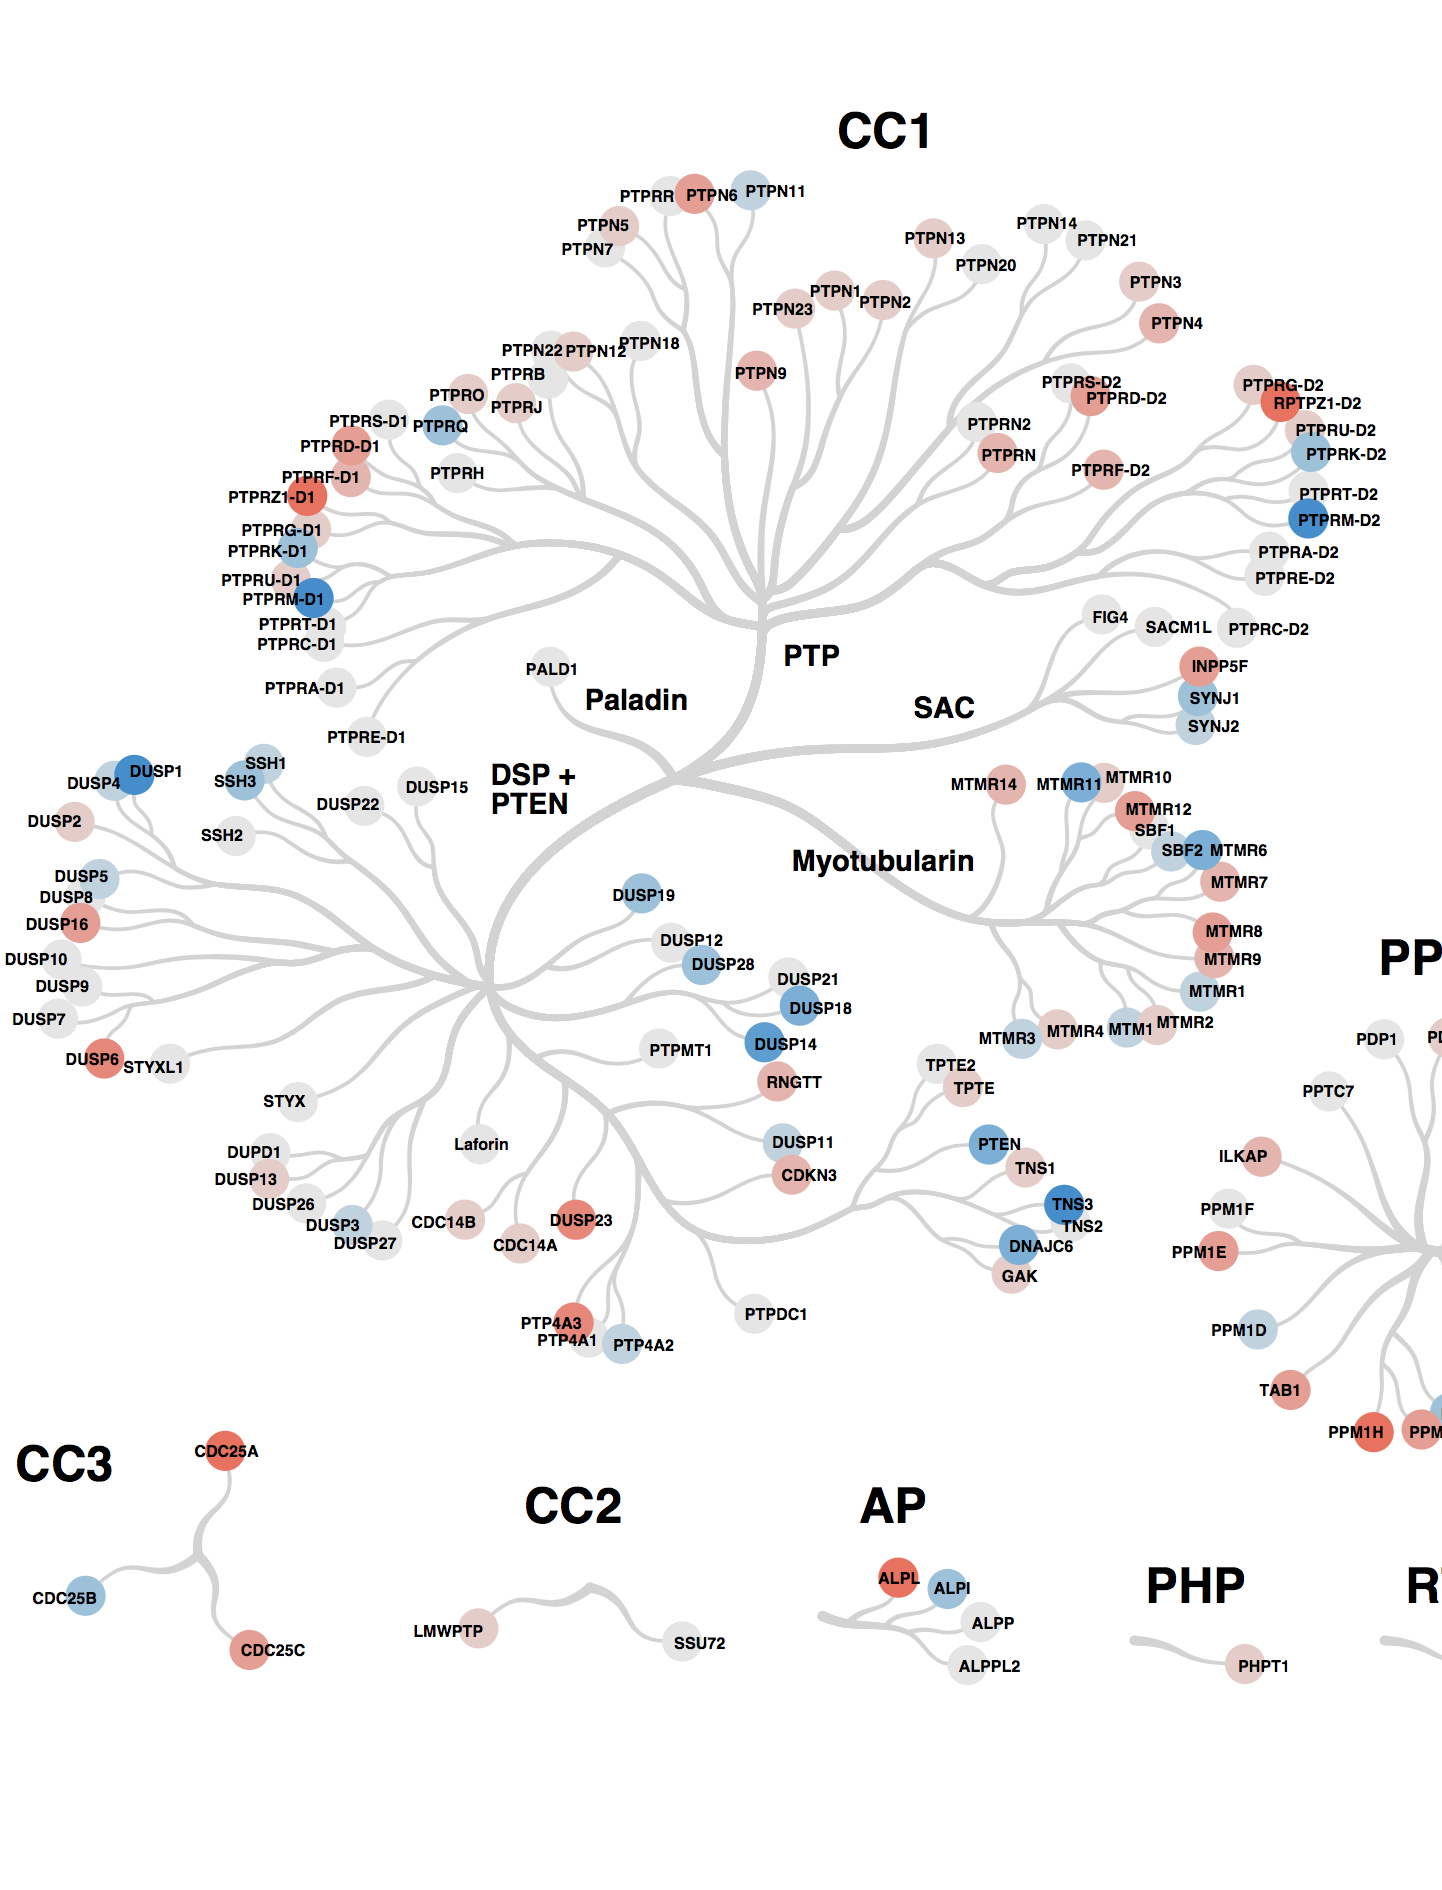 CC1
PTPRR
PTPN6
PTPN11
PTPN5
PTPN7
PTPN13
PTPN20
PTPN14
PTPN21
PTPN3
PTPN4
PTPN23
PTPN1
PTPN2
PTPN9
PTPN22
PTPN12
PTPN18
PTPRB
PTPRO
PTPRJ
PTPRS-D1
PTPRQ
PTPRD-D1
PTPRH
PTPRF-D1
PTPRZ1-D1
PTPRG-D1
PTPRK-D1
PTPRU-D1
PTPRM-D1
PTPRT-D1
PTPRC-D1
PTPRA-D1
PTPRE-D1
PTPRS-D2
PTPRD-D2
PTPRN2
PTPRN
PTPRF-D2
PTPRG-D2
RPTPZ1-D2
PTPRU-D2
PTPRK-D2
PTPRT-D2
PTPRM-D2
PTPRA-D2
PTPRE-D2
PTPRC-D2
FIG4
SACM1L
INPP5F
SYNJ1
SYNJ2
PTP
PALD1
Paladin
SAC
DSP +
PTEN
Myotubularin
MTMR14
MTMR11
MTMR10
MTMR12
SBF1
SBF2
MTMR6
MTMR7
MTMR8
MTMR9
MTMR1
MTMR2
MTM1
MTMR4
MTMR3
DUSP1
DUSP4
DUSP2
SSH1
SSH3
SSH2
DUSP22
DUSP15
DUSP5
DUSP8
DUSP16
DUSP10
DUSP9
DUSP7
DUSP6
STYXL1
STYX
DUSP19
DUSP12
DUSP28
DUSP21
DUSP18
DUSP14
PTPMT1
RNGTT
DUSP11
CDKN3
Laforin
DUPD1
DUSP13
DUSP26
DUSP3
DUSP27
CDC14B
CDC14A
DUSP23
PTP4A3
PTP4A1
PTP4A2
PTPDC1
TPTE2
TPTE
PTEN
TNS1
TNS3
TNS2
DNAJC6
GAK
PP
PDP1
PD
PPTC7
ILKAP
PPM1F
PPM1E
PPM1D
TAB1
PPM1H
PPM
CC3
CDC25A
CDC25B
CDC25C
CC2
LMWPTP
SSU72
AP
ALPL
ALPI
ALPP
ALPPL2
PHP
PHPT1